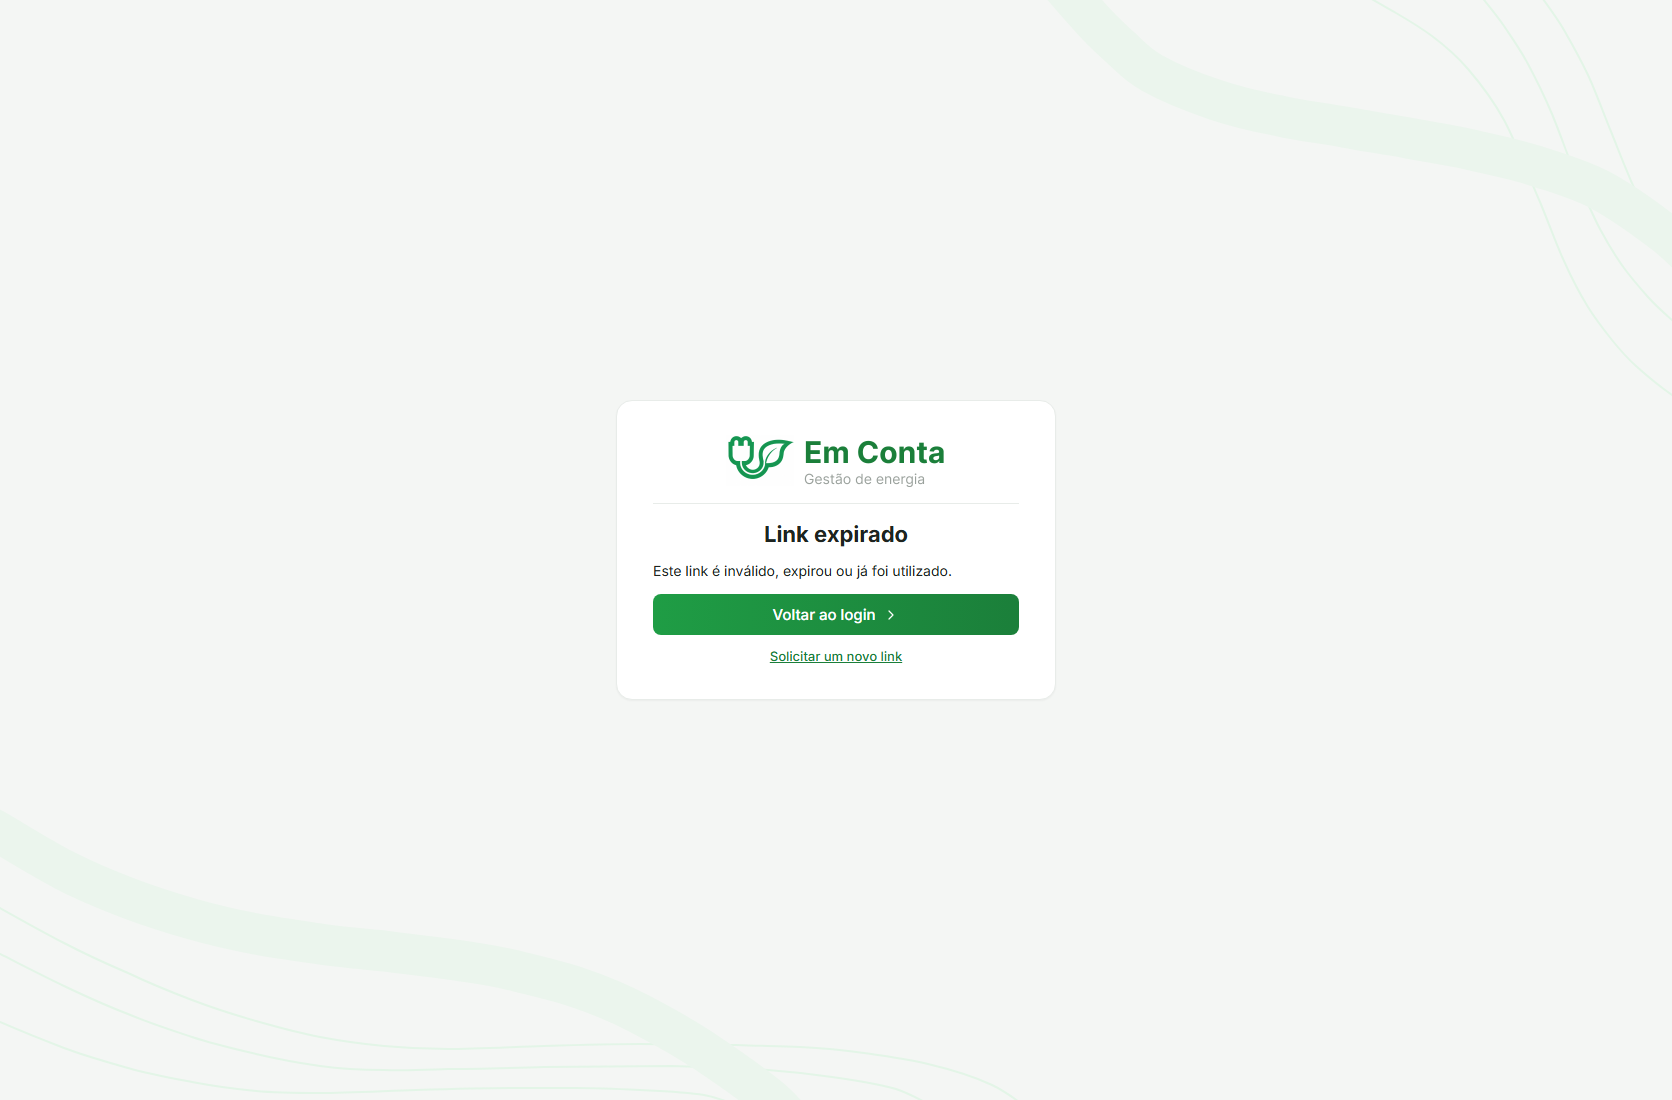 Em Conta
Gestão de energia
Link expirado
Este link é inválido, expirou ou já foi utilizado.
Voltar ao login
Solicitar um novo link